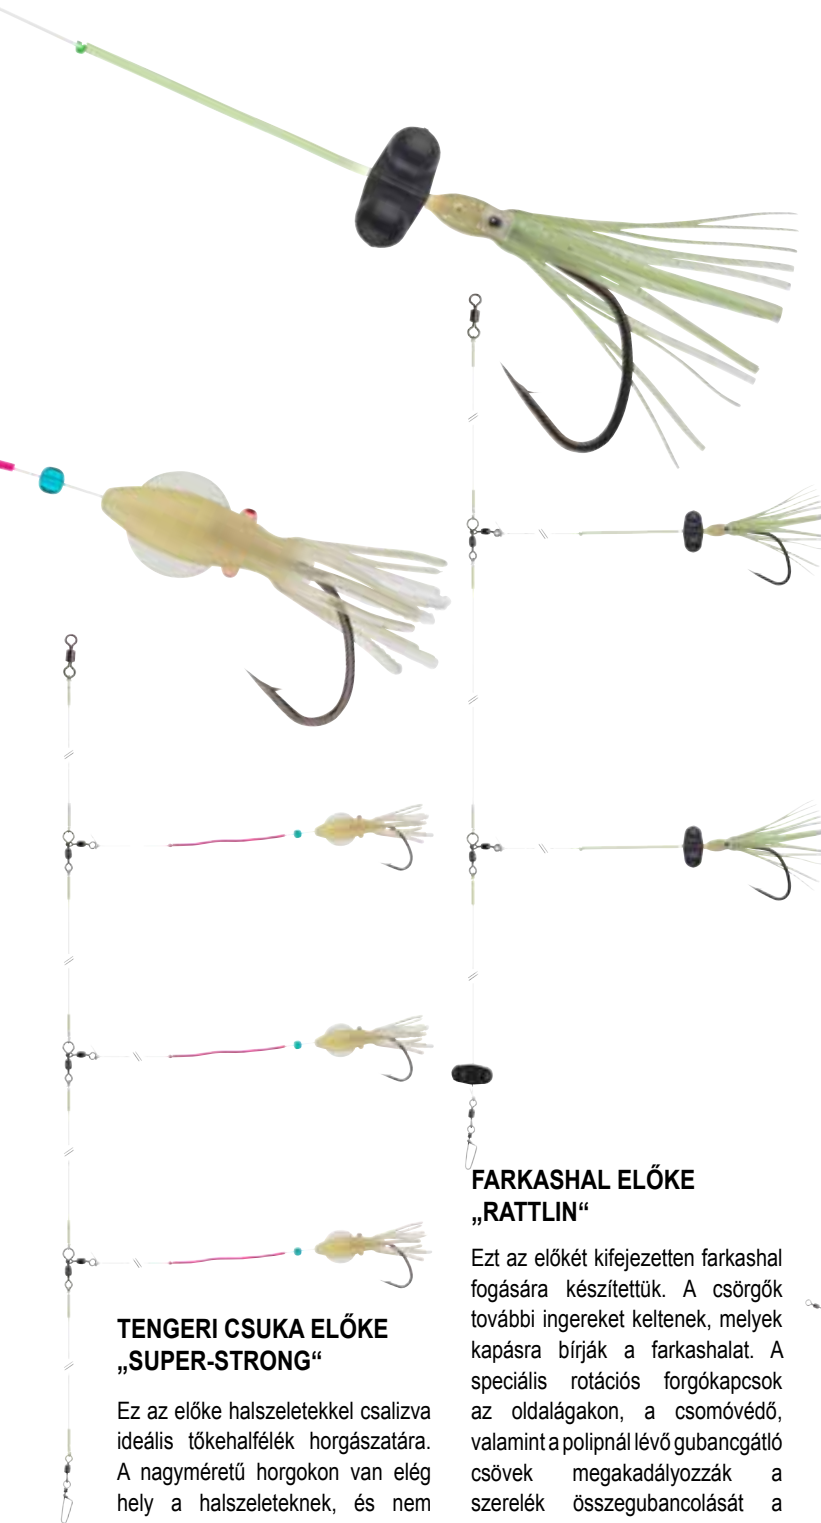 FARKASHAL ELŐKE
„RATTLIN“
Ezt az előkét kifejezetten farkashal
fogására készítettük. A csörgők
további ingereket keltenek, melyek
kapásra bírják a farkashalat. A
speciális rotációs forgókapcsok
az oldalágakon, a csomóvédő,
valamint a polipnál lévő gubancgátló
csövek megakadályozzák a
szerelék összegubancolását a
TENGERI CSUKA ELŐKE
„SUPER-STRONG“
Ez az előke halszeletekkel csalizva
ideális tőkehalfélék horgászatára.
A nagyméretű horgokon van elég
hely a halszeleteknek, és nem